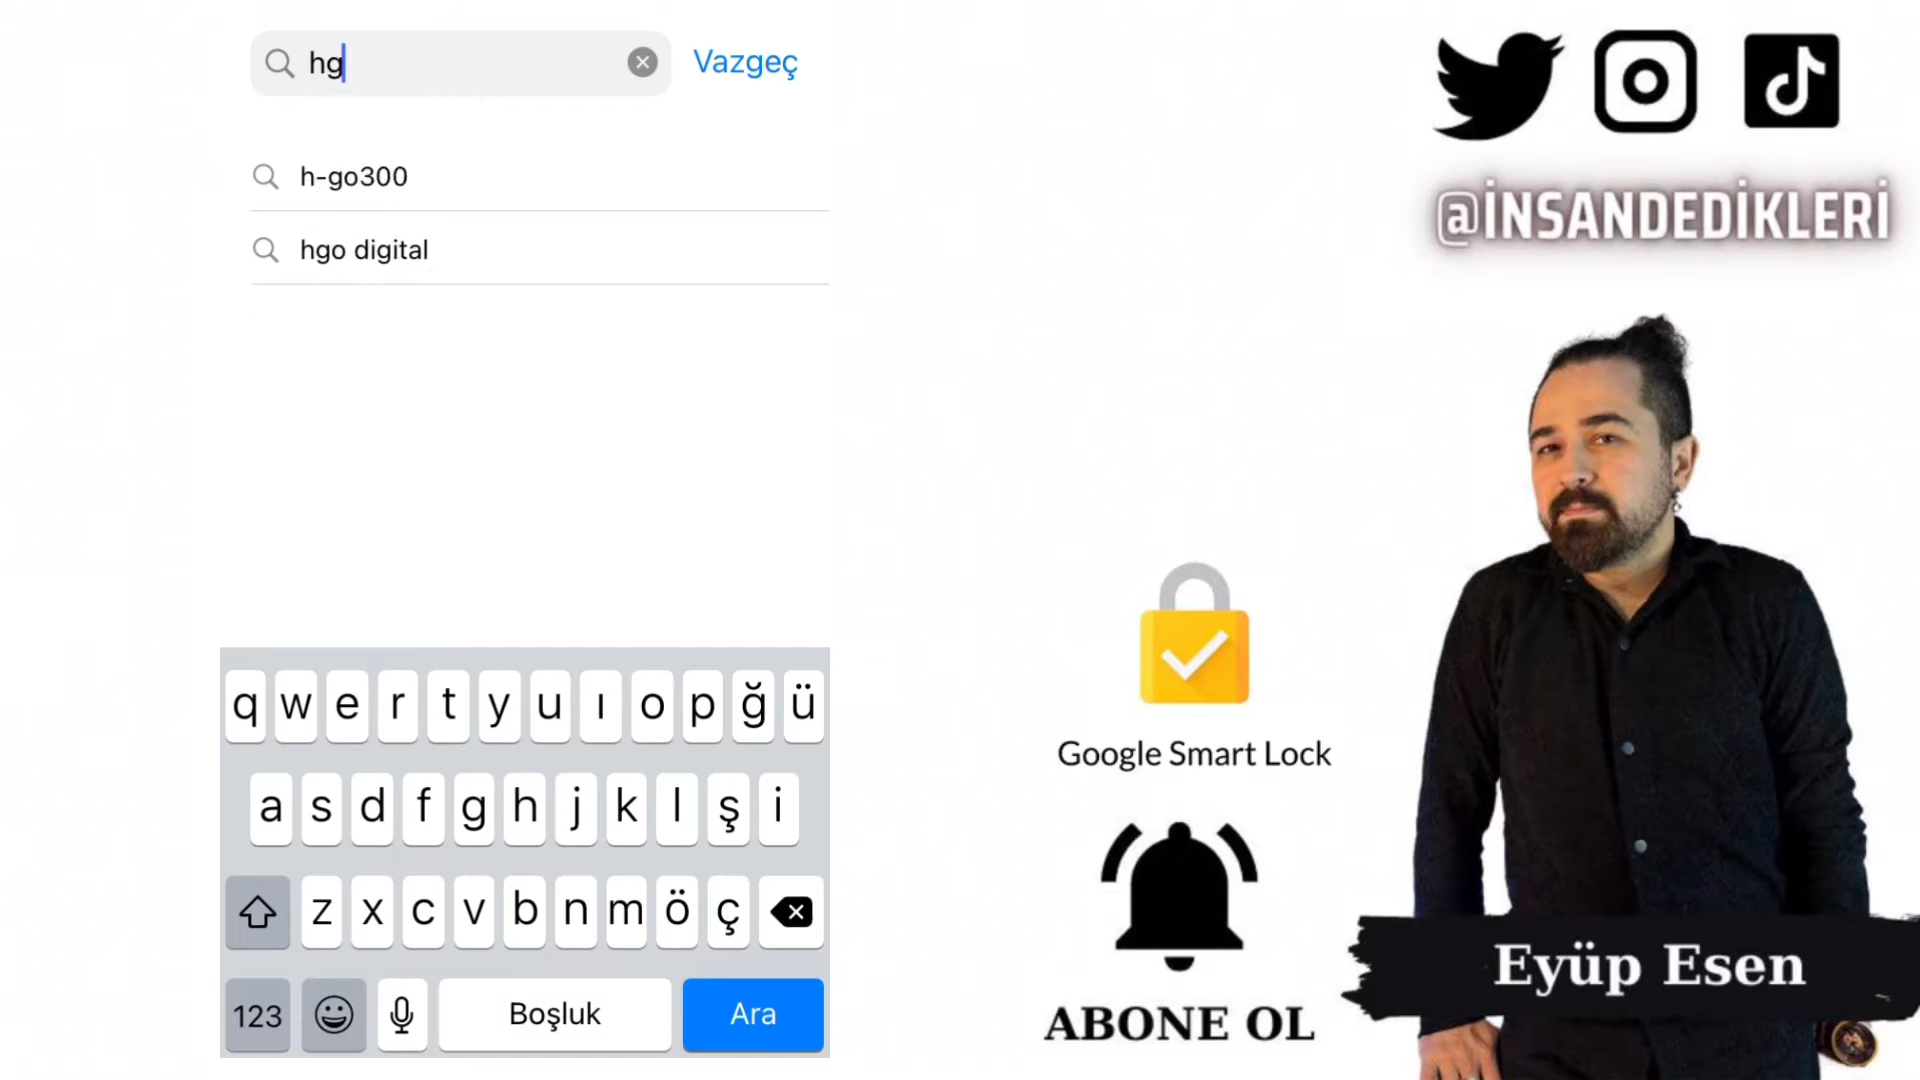 hg
Vazgeç
h-go300
hgo digital
q w e r t y u ı o p ğ ü
a s d f g h j k l ş i
z x c v b n m ö ç
123
Boşluk
Ara
@İNSANDEDİKLERİ
Google Smart Lock
ABONE OL
Eyüp Esen